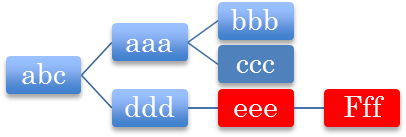 bbb
aaa
ccc
abc
ddd eee Fff